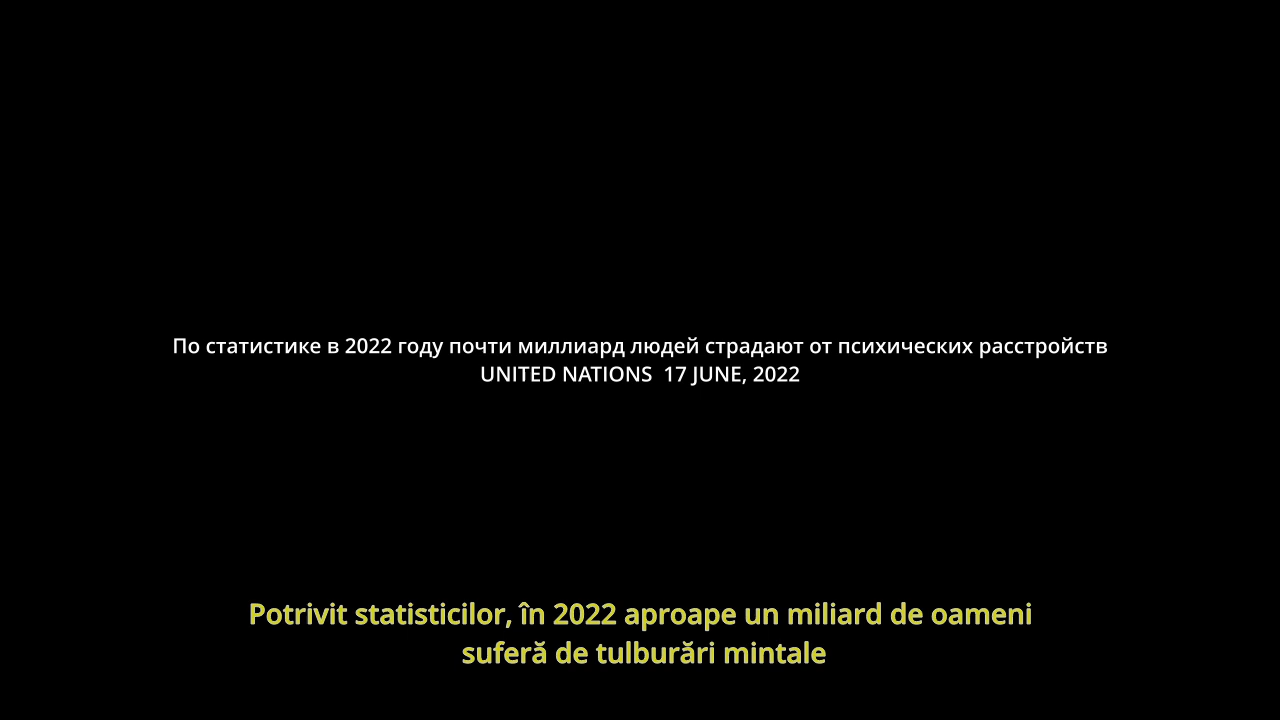 По статистике в 2022 году почти миллиард людей страдают от психических расстройств
UNITED NATIONS  17 JUNE, 2022
Potrivit statisticilor, în 2022 aproape un miliard de oameni
suferă de tulburări mintale